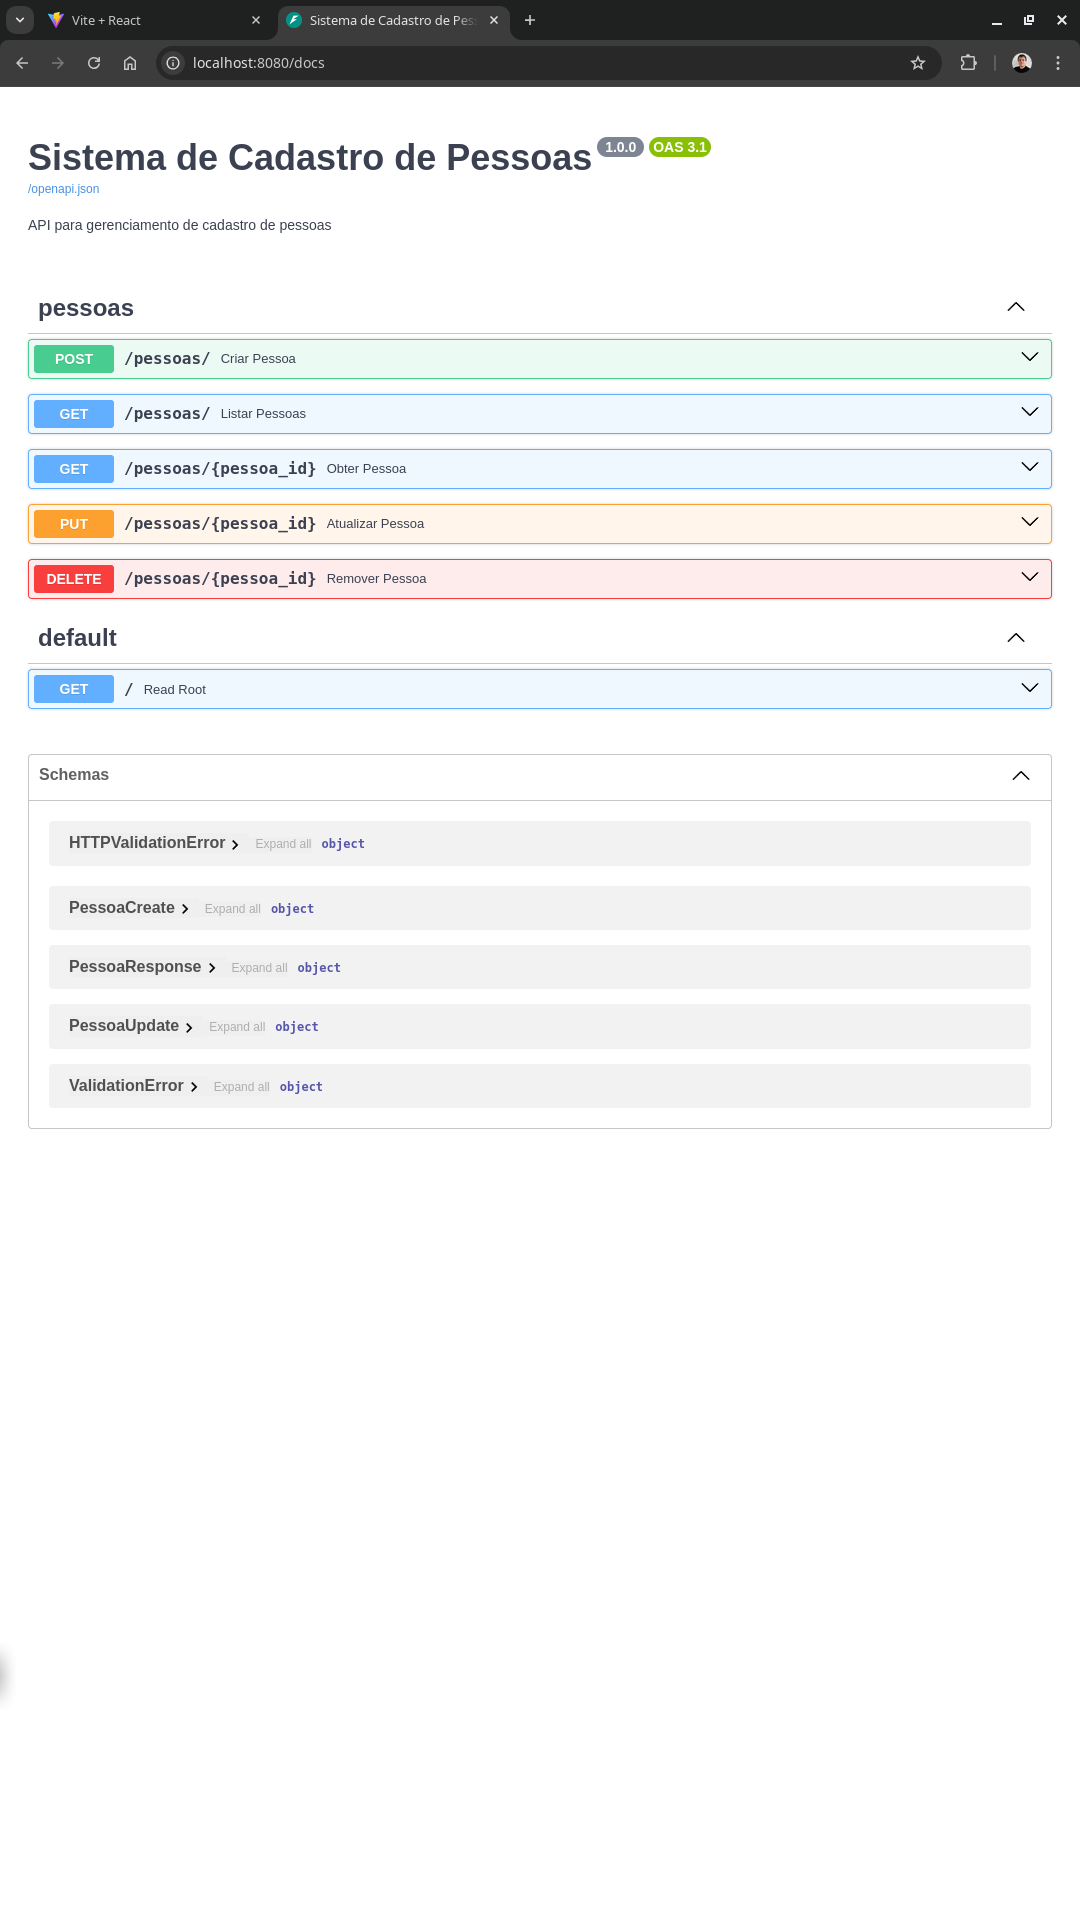 Vite + React
Sistema de Cadastro de Pes
localhost:8080/docs
Sistema de Cadastro de Pessoas 1.0.0 OAS 3.1
/openapi.json
API para gerenciamento de cadastro de pessoas
pessoas
POST /pessoas/ Criar Pessoa
GET /pessoas/ Listar Pessoas
GET /pessoas/{pessoa_id} Obter Pessoa
PUT /pessoas/{pessoa_id} Atualizar Pessoa
DELETE /pessoas/{pessoa_id} Remover Pessoa
default
GET / Read Root
Schemas
HTTPValidationError Expand all object
PessoaCreate Expand all object
PessoaResponse Expand all object
PessoaUpdate Expand all object
ValidationError Expand all object